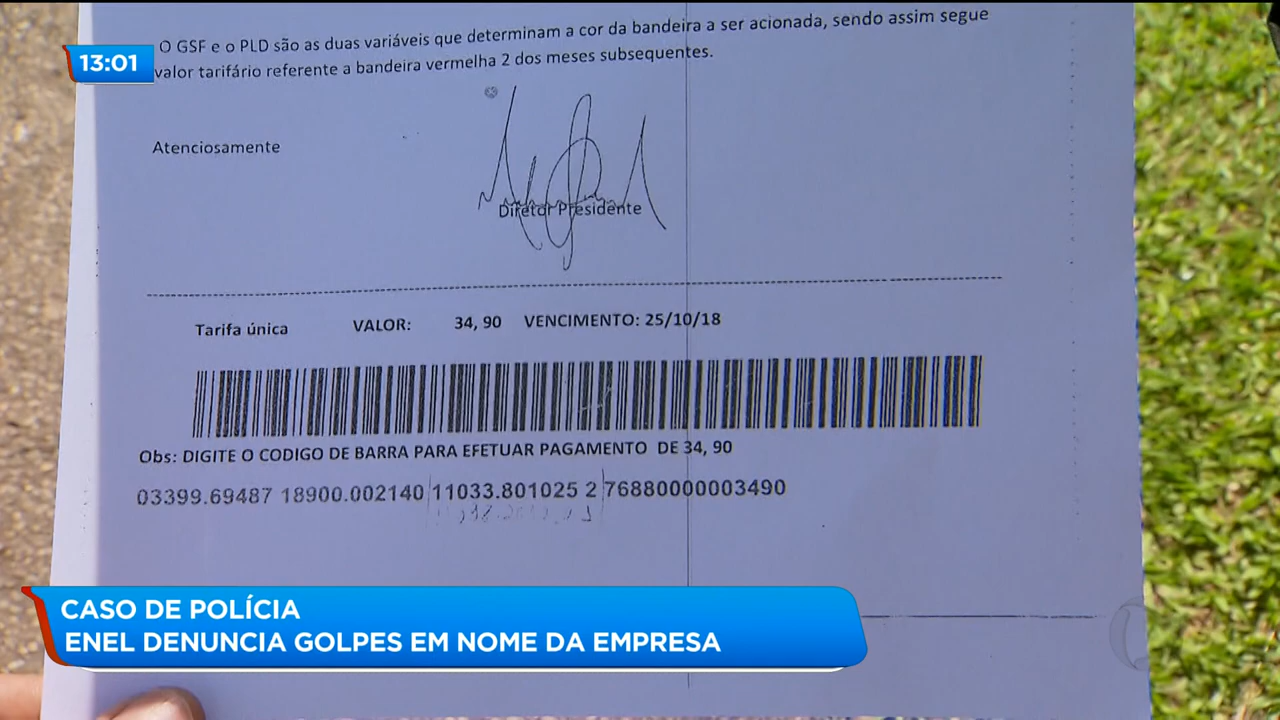 O GSF e o PLD são as duas variáveis que determinam a cor da bandeira a ser acionada, sendo assim segue
13:01
valor tarifário referente a bandeira vermelha 2 dos meses subsequentes.
Atenciosamente
Diretor Presidente
Tarifa única VALOR: 34, 90 VENCIMENTO: 25/10/18
Obs: DIGITE O CODIGO DE BARRA PARA EFETUAR PAGAMENTO DE 34, 90
03399.69487 18900.002140 11033.801025 2 76880000003490
CASO DE POLÍCIA
ENEL DENUNCIA GOLPES EM NOME DA EMPRESA